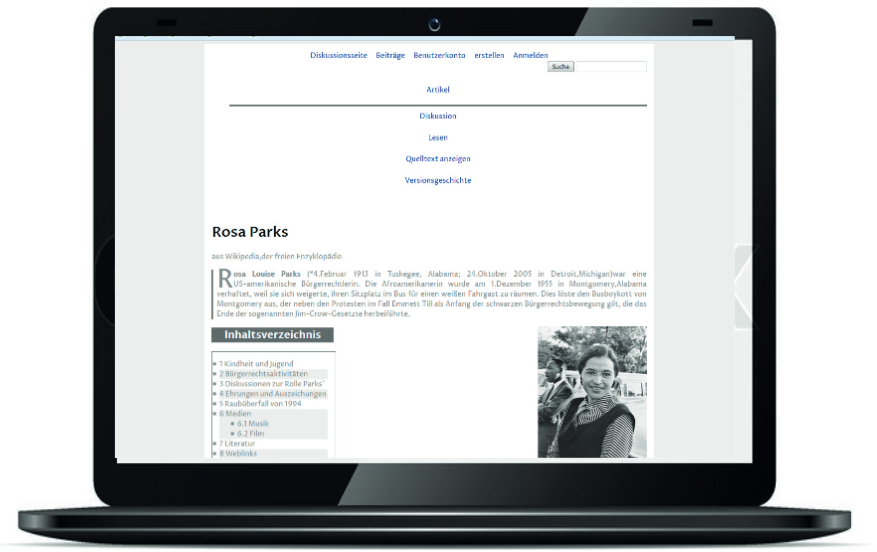 Diskussionsseite Beiträge Benutzerkonto erstellen Anmelden
Suche
Artikel
Diskussion
Lesen
Quelltext anzeigen
Versionsgeschichte
Rosa Parks
aus Wikipedia,der freien Enzyklopädie
Rosa Louise Parks (*4.Februar 1913 in Tuskegee, Alabama; 24.Oktober 2005 in Detroit,Michigan)war eine
US-amerikanische Bürgerrechtlerin. Die Afroamerikanerin wurde am 1.Dezember 1955 in Montgomery,Alabama
verhaftet, weil sie sich weigerte, ihren Sitzplatz im Bus für einen weißen Fahrgast zu räumen. Dies löste den Busboykott von
Montgomery aus, der neben den Protesten im Fall Emmett Till als Anfang der schwarzen Bürgerrechtsbewegung gilt, die das
Ende der sogenannten Jim-Crow-Gesetzte herbeiführte.
Inhaltsverzeichnis
1 Kindheit und Jugend
2 Bürgerrechtsaktivitäten
3 Diskussionen zur Rolle Parks´
4 Ehrungen und Auszeichungen
5 Raubüberfall von 1994
6 Medien
6.1 Musik
6.2 Film
7 Literatur
8 Weblinks